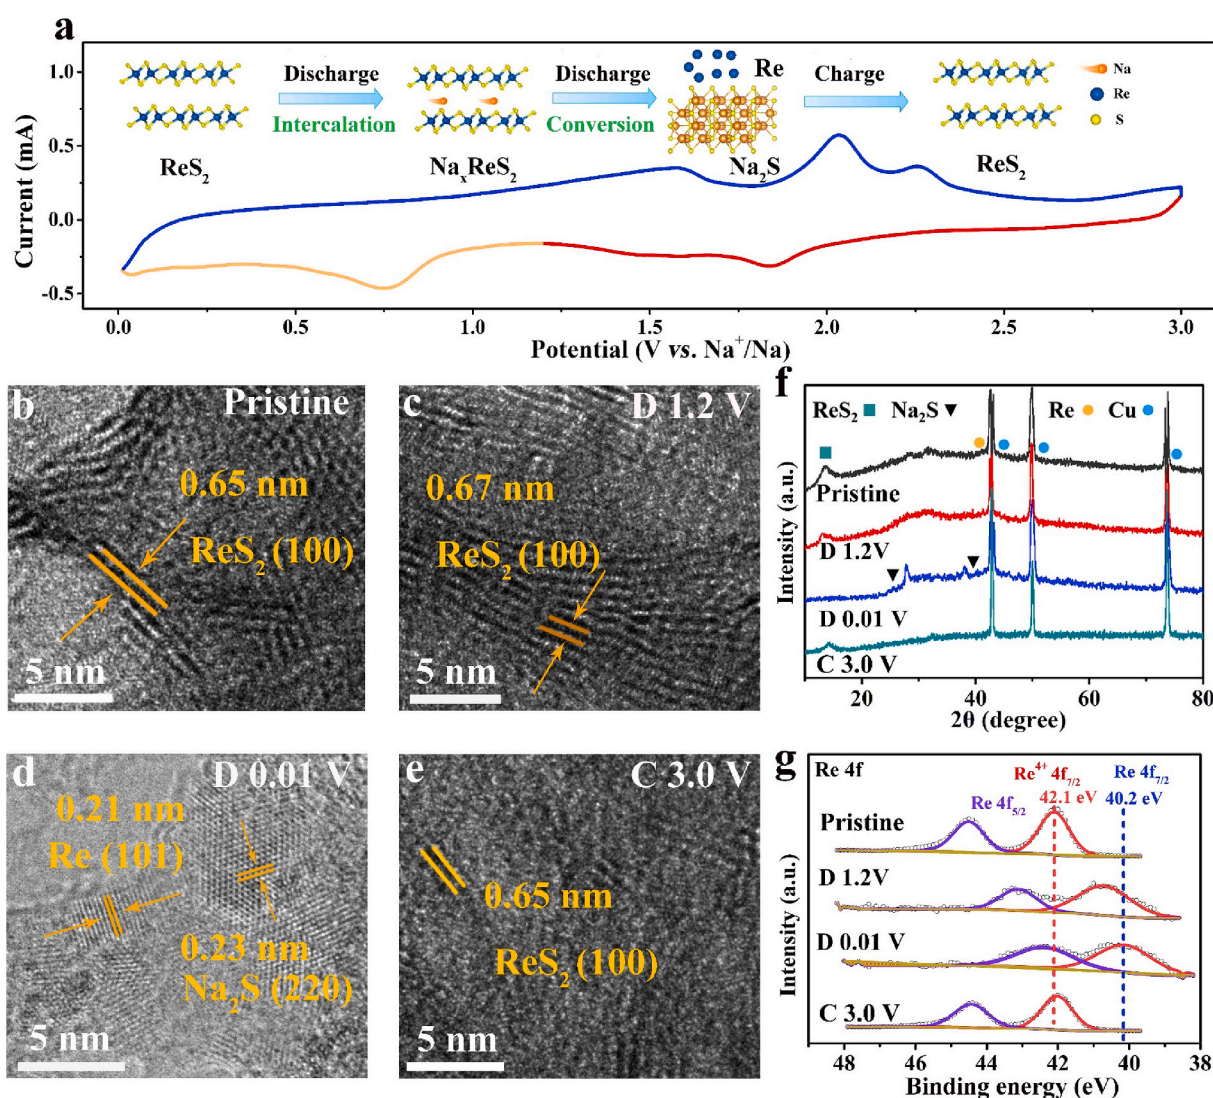 a
Current (mA)
1.0
0.5
0.0
-0.5
Discharge
Intercalation
Discharge
Conversion
Re
Charge
Na
Re
S
ReS₂
NaₓReS₂
Na₂S
ReS₂
0.0 0.5 1.0 1.5 2.0 2.5 3.0
Potential (V vs. Na⁺/Na)
b
Pristine
0.65 nm
ReS₂ (100)
5 nm
c
D 1.2 V
0.67 nm
ReS₂ (100)
5 nm
d
D 0.01 V
0.21 nm
Re (101)
0.23 nm
Na₂S (220)
5 nm
e
C 3.0 V
0.65 nm
ReS₂ (100)
5 nm
f
ReS₂ Na₂S Re Cu
Pristine
D 1.2V
D 0.01 V
C 3.0 V
Intensity (a.u.)
20 40 60 80
2θ (degree)
g
Re 4f
Re⁴⁺ 4f₇/₂
42.1 eV
Re 4f₇/₂
40.2 eV
Re 4f₅/₂
Pristine
D 1.2V
D 0.01 V
C 3.0 V
Intensity (a.u.)
48 46 44 42 40 38
Binding energy (eV)